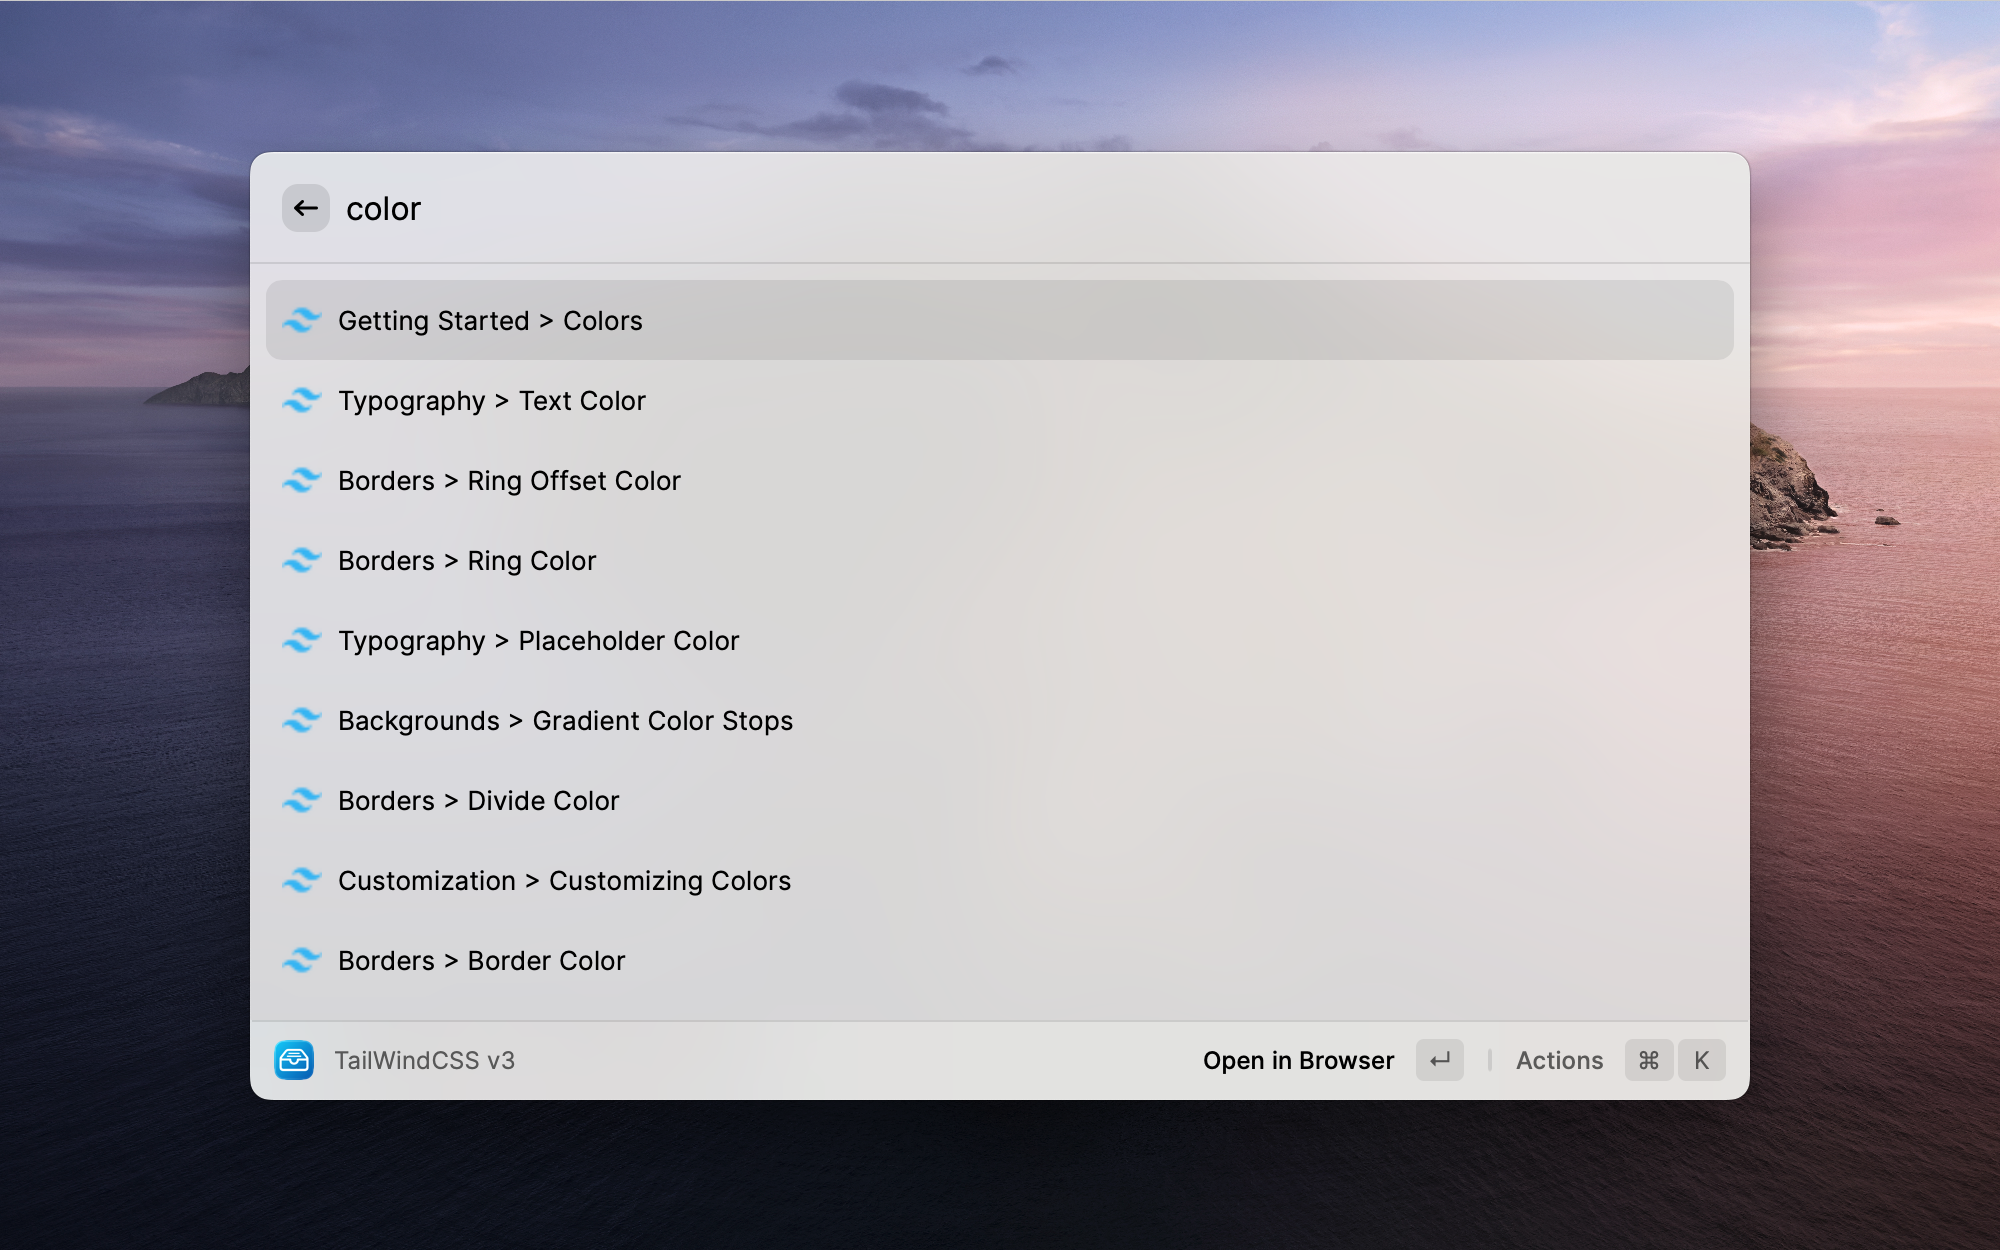 color
Getting Started > Colors
Typography > Text Color
Borders > Ring Offset Color
Borders > Ring Color
Typography > Placeholder Color
Backgrounds > Gradient Color Stops
Borders > Divide Color
Customization > Customizing Colors
Borders > Border Color
TailWindCSS v3 Open in Browser ↵ | Actions ⌘ K